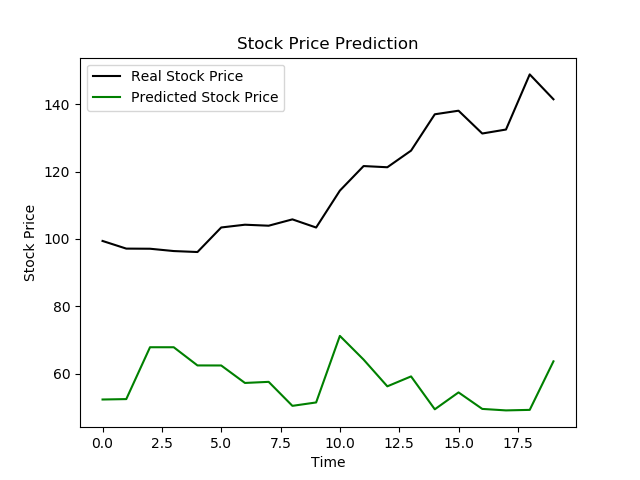 Stock Price Prediction
Real Stock Price
Predicted Stock Price
Stock Price
140
120
100
80
60
0.0 2.5 5.0 7.5 10.0 12.5 15.0 17.5
Time